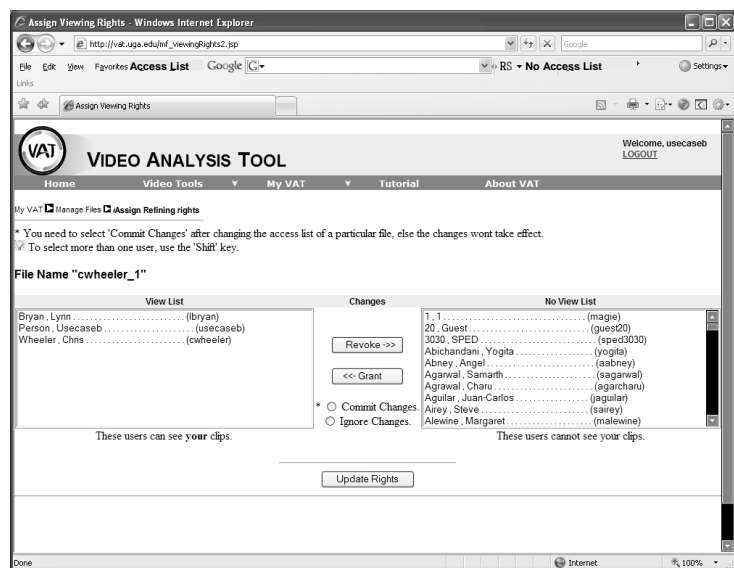 Assign Viewing Rights - Windows Internet Explorer
http://vat.uga.edu/mf_viewingRights2.jsp
Google
File Edit View Favorites Access List Google G RS No Access List Settings
Links
Assign Viewing Rights
VAT VIDEO ANALYSIS TOOL
Welcome, usecaseb
LOGOUT
Home Video Tools My VAT Tutorial About VAT
My VAT Manage Files Assign Refining rights
* You need to select 'Commit Changes' after changing the access list of a particular file, else the changes wont take effect.
To select more than one user, use the 'Shift' key.
File Name "cwheeler_1"
View List Changes No View List
Bryan , Lynn . . . . . . . . . . . . . . . . . . . . . . . . (lbryan)
Person , Usecaseb . . . . . . . . . . . . . . . . . . . (usecaseb)
Wheeler , Chris . . . . . . . . . . . . . . . . . . . . . . (cwheeler)
Revoke ->>
<<- Grant
* Commit Changes.
Ignore Changes.
1 , 1 . . . . . . . . . . . . . . . . . . . . . . . . . . . . . . . (magie)
20 , Guest . . . . . . . . . . . . . . . . . . . . . . . . . (guest20)
3030 , SPED . . . . . . . . . . . . . . . . . . . . . . . . (sped3030)
Abichandani , Yogita . . . . . . . . . . . . . . . . . (yogita)
Abney , Angel . . . . . . . . . . . . . . . . . . . . . . . (aabney)
Agarwal , Samarth . . . . . . . . . . . . . . . . . . . (sagarwal)
Agrawal , Charu . . . . . . . . . . . . . . . . . . . . . (agarcharu)
Aguilar , Juan-Carlos . . . . . . . . . . . . . . . . (jaguilar)
Airey , Steve . . . . . . . . . . . . . . . . . . . . . . . . (sairey)
Alewine , Margaret . . . . . . . . . . . . . . . . . . (malewine)
These users can see your clips.
These users cannot see your clips.
Update Rights
Done Internet 100%